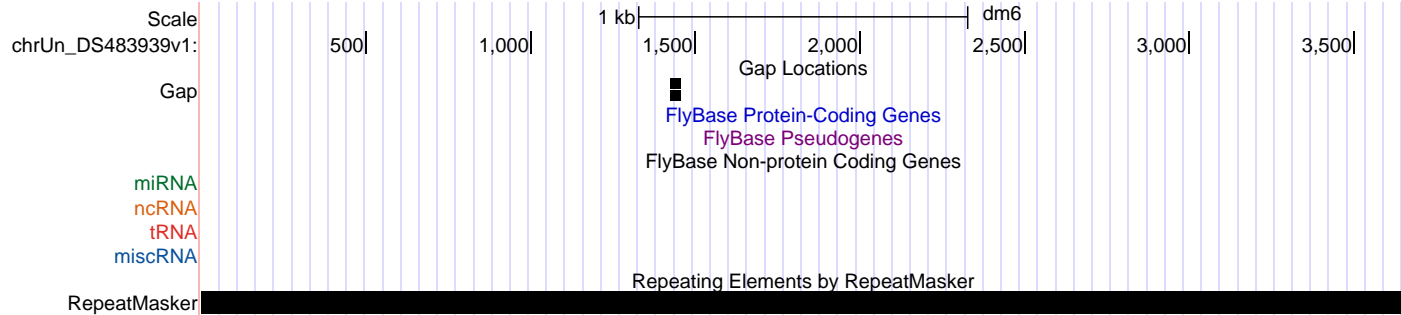 Scale 1 kb dm6
chrUn_DS483939v1: 500 1,000 1,500 2,000 2,500 3,000 3,500
Gap Locations
Gap
FlyBase Protein-Coding Genes
FlyBase Pseudogenes
FlyBase Non-protein Coding Genes
miRNA
ncRNA
tRNA
miscRNA
Repeating Elements by RepeatMasker
RepeatMasker